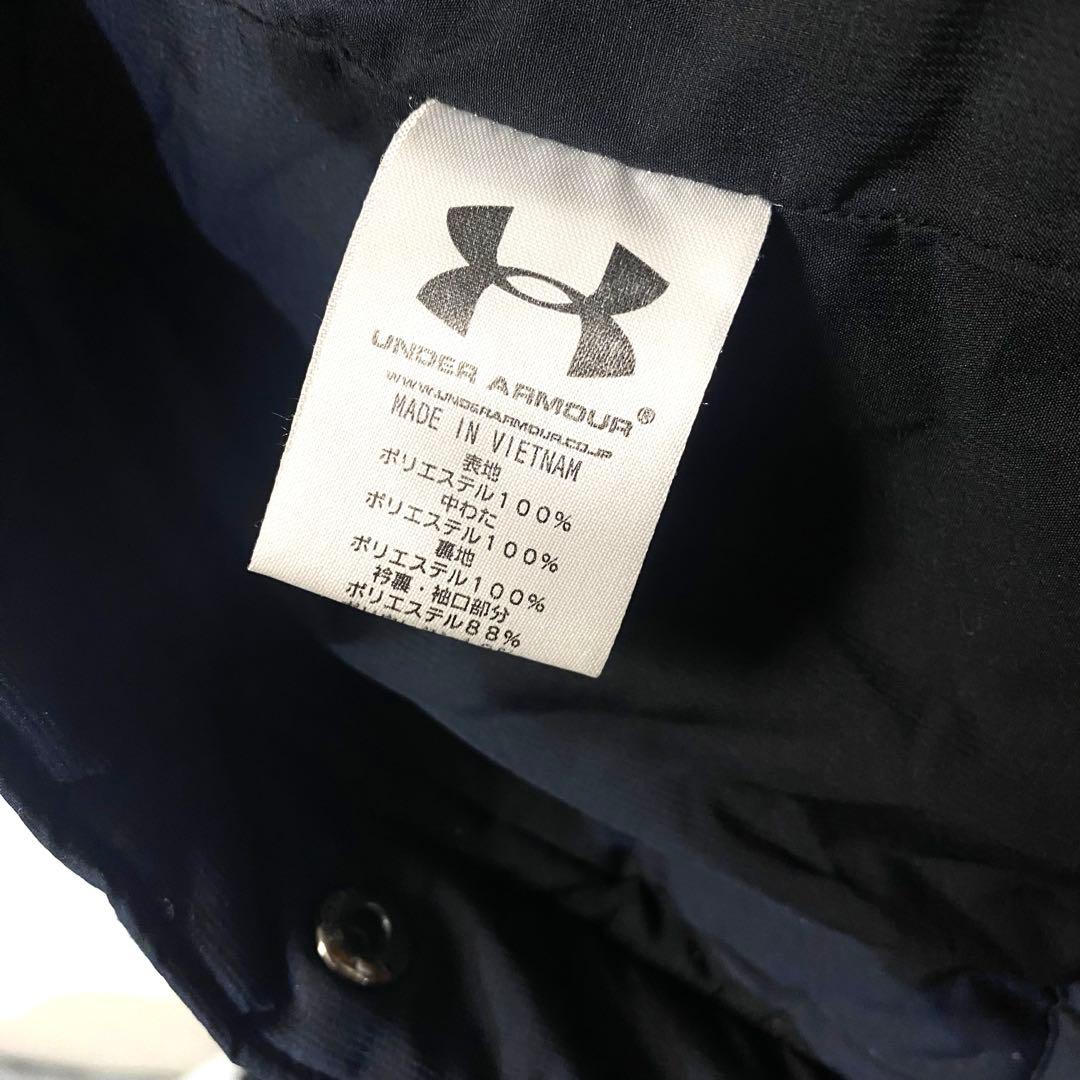 UNDER ARMOUR®
WWW.UNDERARMOUR.CO.JP
MADE IN VIETNAM
表地
ポリエステル100%
中わた
ポリエステル100%
裏地
ポリエステル100%
衿裏・袖口部分
ポリエステル88%